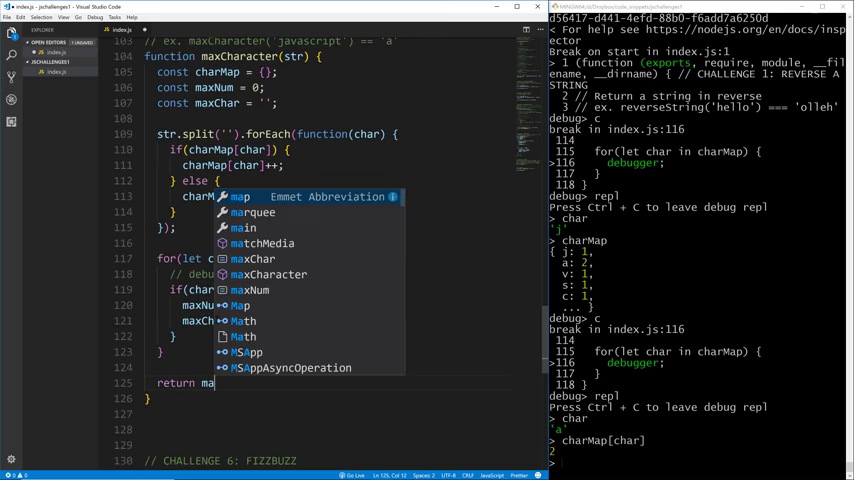 index.js - Visual Studio Code
File Edit Selection View Go Debug Tasks Help
EXPLORER
OPEN EDITORS 1 UNSAVED
index.js
JSCHALLENGES1
index.js
index.js
103 // ex. maxCharacter('javascript') == 'a'
104 function maxCharacter(str) {
105 const charMap = {};
106 const maxNum = 0;
107 const maxChar = '';
108
109 str.split('').forEach(function(char) {
110 if(charMap[char]) {
111 charMap[char]++;
112 } else {
113 charM
114 }
115 });
116
117 for(let c
118 // debu
119 if(char
120 maxNu
121 maxCh
122 }
123 }
124
125 return ma
126 }
127
128
129
130 // CHALLENGE 6: FIZZBUZZ
map Emmet Abbreviation
marquee
main
matchMedia
maxChar
maxCharacter
maxNum
Map
Math
Math
MSApp
MSAppAsyncOperation
0 0 Go Live Ln 125, Col 12 Spaces: 2 UTF-8 CRLF JavaScript Prettier
MINGW64:/d/Dropbox/code_snippets/jschallenges1
d56417-d441-4efd-88b0-f6add7a6250d
< For help see https://nodejs.org/en/docs/insp
ector
Break on start in index.js:1
> 1 (function (exports, require, module, __fil
ename, __dirname) { // CHALLENGE 1: REVERSE A
STRING
2 // Return a string in reverse
3 // ex. reverseString('hello') === 'olleh'
debug> c
break in index.js:116
114
115 for(let char in charMap) {
>116 debugger;
117 }
118 }
debug> repl
Press Ctrl + C to leave debug repl
> char
'j'
> charMap
{ j: 1,
a: 2,
v: 1,
s: 1,
c: 1,
... }
debug> c
break in index.js:116
114
115 for(let char in charMap) {
>116 debugger;
117 }
118 }
debug> repl
Press Ctrl + C to leave debug repl
> char
'a'
> charMap[char]
2
>